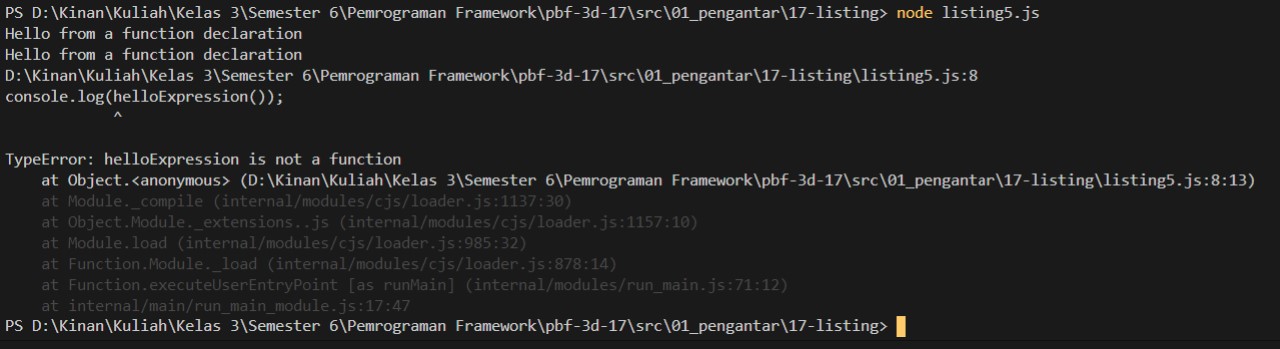 PS D:\Kinan\Kuliah\Kelas 3\Semester 6\Pemrograman Framework\pbf-3d-17\src\01_pengantar\17-listing> node listing5.js
Hello from a function declaration
Hello from a function declaration
D:\Kinan\Kuliah\Kelas 3\Semester 6\Pemrograman Framework\pbf-3d-17\src\01_pengantar\17-listing\listing5.js:8
console.log(helloExpression());
            ^
TypeError: helloExpression is not a function
    at Object.<anonymous> (D:\Kinan\Kuliah\Kelas 3\Semester 6\Pemrograman Framework\pbf-3d-17\src\01_pengantar\17-listing\listing5.js:8:13)
    at Module._compile (internal/modules/cjs/loader.js:1137:30)
    at Object.Module._extensions..js (internal/modules/cjs/loader.js:1157:10)
    at Module.load (internal/modules/cjs/loader.js:985:32)
    at Function.Module._load (internal/modules/cjs/loader.js:878:14)
    at Function.executeUserEntryPoint [as runMain] (internal/modules/run_main.js:71:12)
    at internal/main/run_main_module.js:17:47
PS D:\Kinan\Kuliah\Kelas 3\Semester 6\Pemrograman Framework\pbf-3d-17\src\01_pengantar\17-listing>